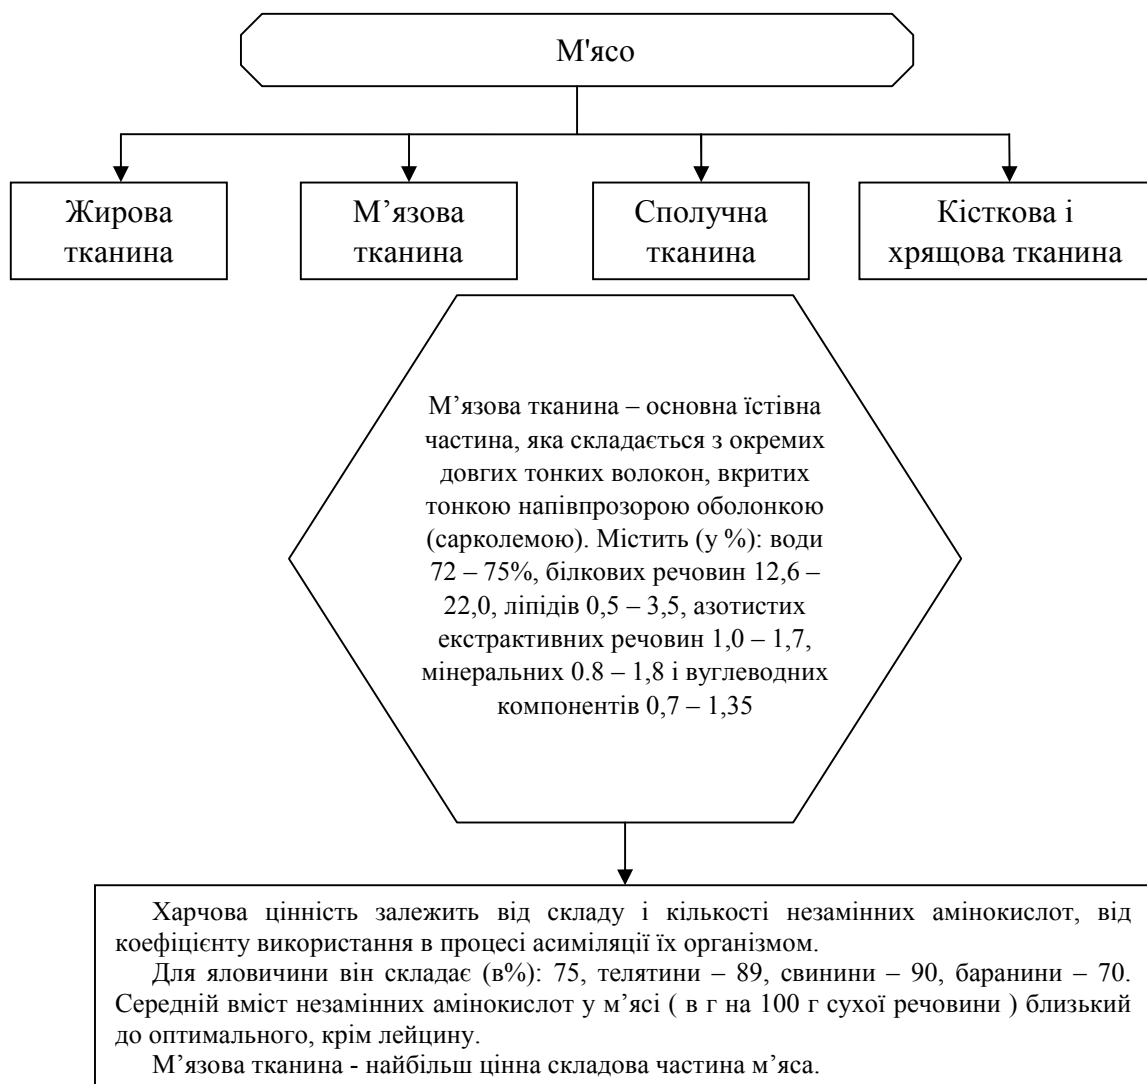 М'ясо
Жирова
тканина
М’язова
тканина
Сполучна
тканина
Кісткова і
хрящова тканина
М’язова тканина – основна їстівна
частина, яка складається з окремих
довгих тонких волокон, вкритих
тонкою напівпрозорою оболонкою
(сарколемою). Містить (у %): води
72 – 75%, білкових речовин 12,6 –
22,0, ліпідів 0,5 – 3,5, азотистих
екстрактивних речовин 1,0 – 1,7,
мінеральних 0.8 – 1,8 і вуглеводних
компонентів 0,7 – 1,35
Харчова цінність залежить від складу і кількості незамінних амінокислот, від
коефіцієнту використання в процесі асиміляції їх організмом.
Для яловичини він складає (в%): 75, телятини – 89, свинини – 90, баранини – 70.
Середній вміст незамінних амінокислот у м’ясі ( в г на 100 г сухої речовини ) близький
до оптимального, крім лейцину.
М’язова тканина - найбільш цінна складова частина м’яса.